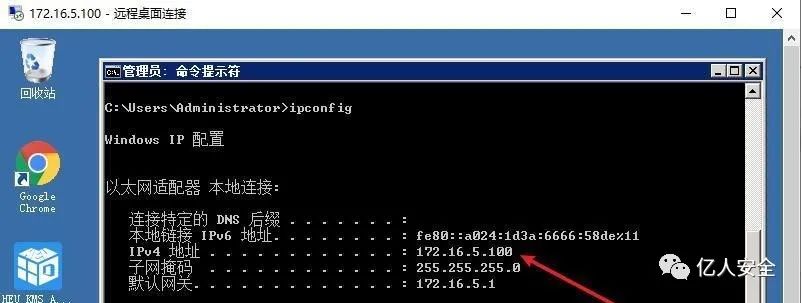 172.16.5.100 - 远程桌面连接
回收站
管理员: 命令提示符
C:\Users\Administrator>ipconfig
Windows IP 配置
以太网适配器 本地连接:
Google
Chrome
连接特定的 DNS 后缀 . . . . . . . :
本地链接 IPv6 地址. . . . . . . . : fe80::a024:1d3a:6666:58de%11
IPv4 地址 . . . . . . . . . . . . : 172.16.5.100
子网掩码 . . . . . . . . . . . . : 255.255.255.0
默认网关. . . . . . . . . . . . . : 172.16.5.1
HEU KMS A...
亿人安全